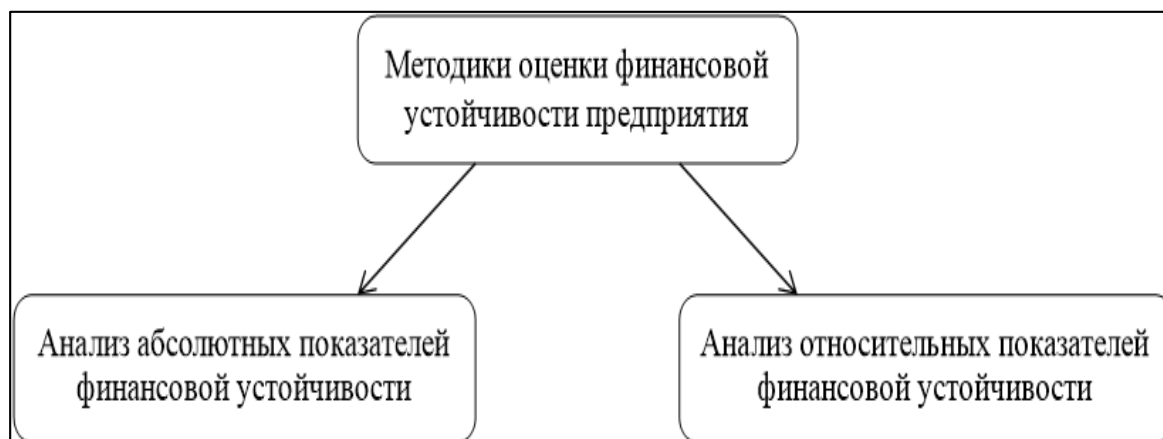 Методики оценки финансовой
устойчивости предприятия
Анализ абсолютных показателей
финансовой устойчивости
Анализ относительных показателей
финансовой устойчивости